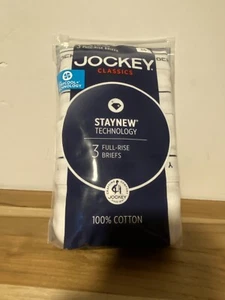 JOCKEY®
CLASSICS
STAYNEW®
TECHNOLOGY
3 FULL-RISE
BRIEFS
JOCKEY
100% COTTON